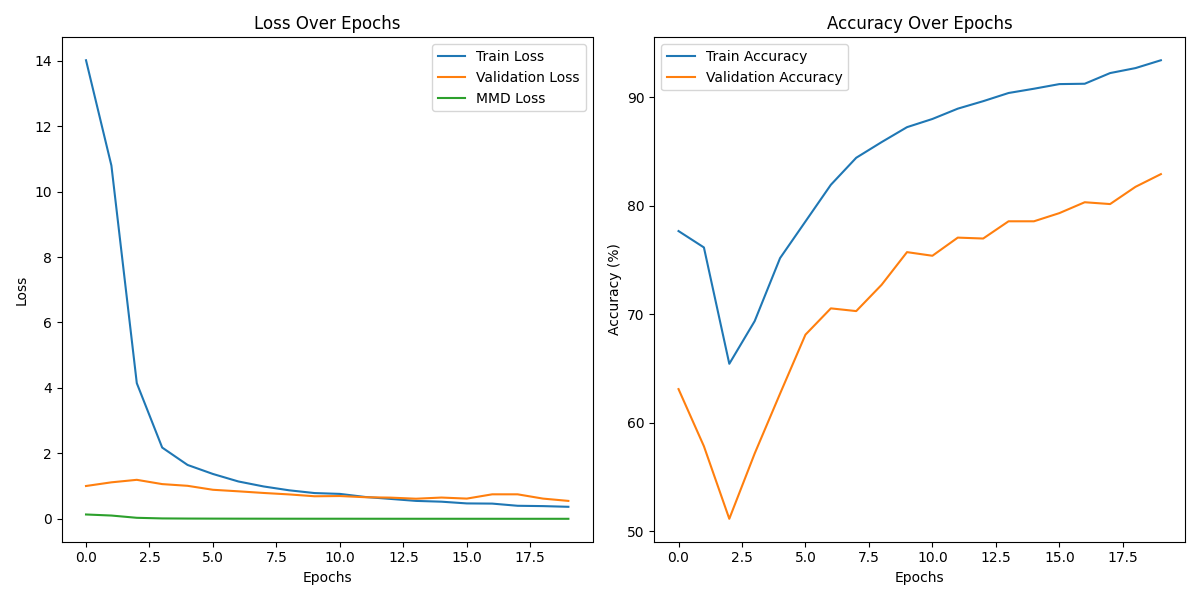 Loss Over Epochs
Train Loss
Validation Loss
MMD Loss
14
12
10
8
6
4
2
0
Loss
0.0 2.5 5.0 7.5 10.0 12.5 15.0 17.5
Epochs
Accuracy Over Epochs
Train Accuracy
Validation Accuracy
90
80
70
60
50
Accuracy (%)
0.0 2.5 5.0 7.5 10.0 12.5 15.0 17.5
Epochs